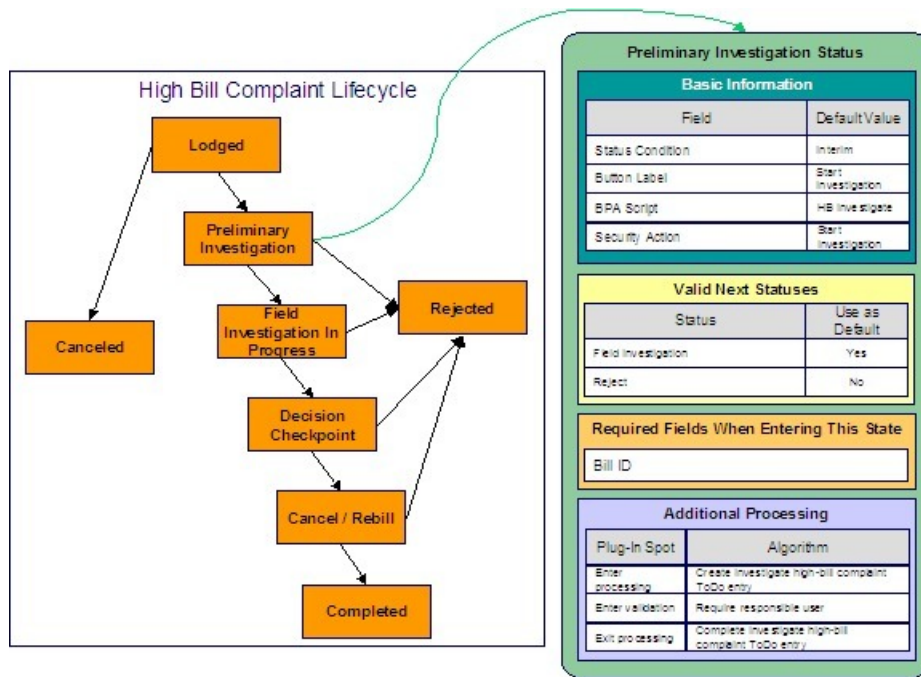 High Bill Complaint Lifecycle
Lodged
Preliminary
Investigation
Field
Investigation In
Progress
Rejected
Canceled
Decision
Checkpoint
Cancel / Rebill
Completed
Preliminary Investigation Status
Basic Information
Field Default Value
Status Condition Interim
Button Label Start
Investigation
BPA Script HB Investigate
Security Action Start
Investigation
Valid Next Statuses
Status Use as
Default
Field Investigation Yes
Reject No
Required Fields When Entering This State
Bill ID
Additional Processing
Plug-In Spot Algorithm
Enter
processing Create investigate high-bill complaint
ToDo entry
Enter validation Require responsible user
Exit processing Complete investigate high-bill
complaint ToDo entry